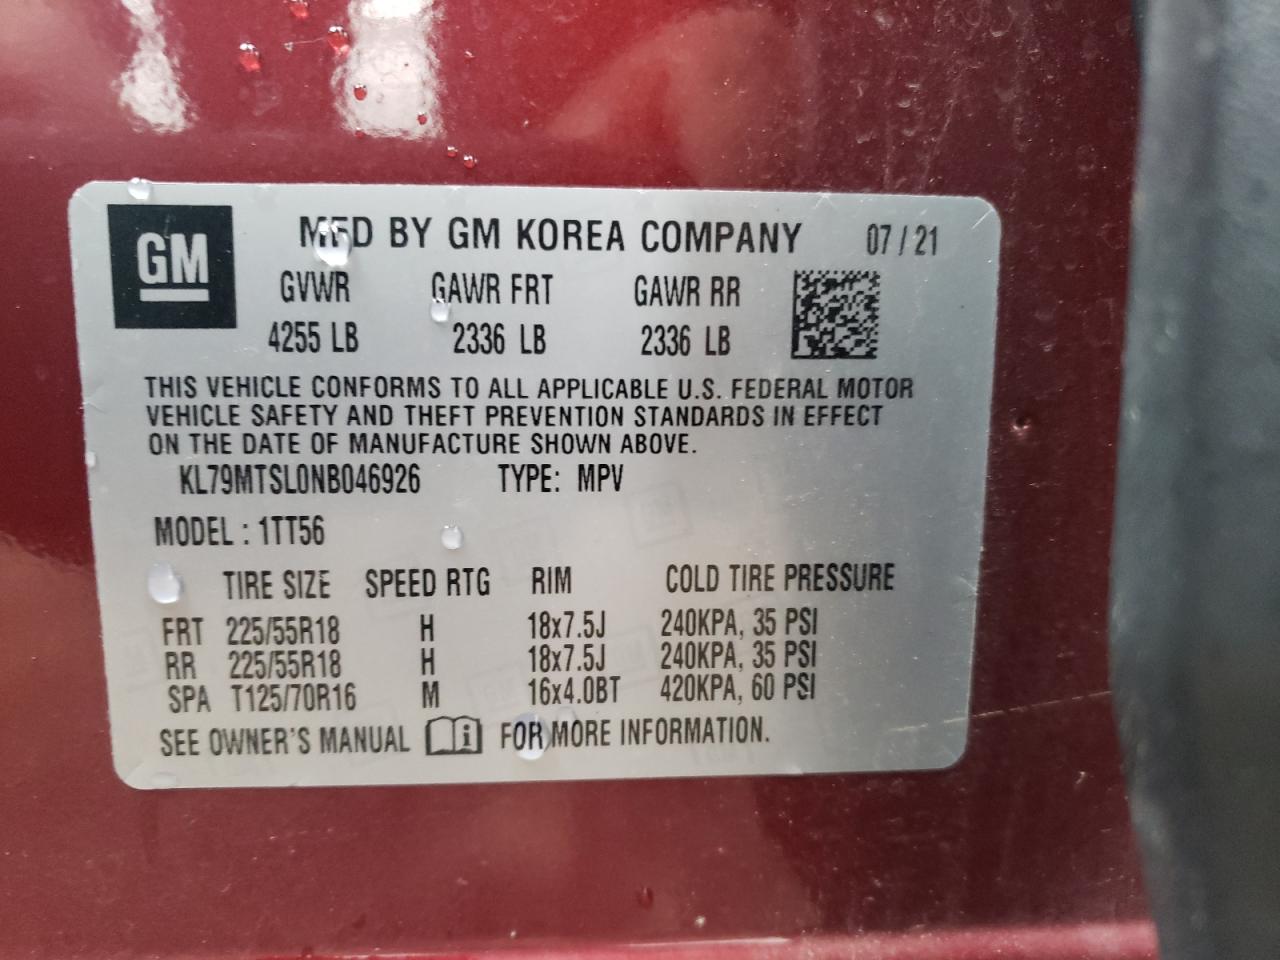 GM
MFD BY GM KOREA COMPANY 07/21
GVWR GAWR FRT GAWR RR
4255 LB 2336 LB 2336 LB
THIS VEHICLE CONFORMS TO ALL APPLICABLE U.S. FEDERAL MOTOR
VEHICLE SAFETY AND THEFT PREVENTION STANDARDS IN EFFECT
ON THE DATE OF MANUFACTURE SHOWN ABOVE.
KL79MTSL0NB046926 TYPE: MPV
MODEL : 1TT56
TIRE SIZE SPEED RTG RIM COLD TIRE PRESSURE
FRT 225/55R18 H 18x7.5J 240KPA, 35 PSI
RR 225/55R18 H 18x7.5J 240KPA, 35 PSI
SPA T125/70R16 M 16x4.0BT 420KPA, 60 PSI
SEE OWNER'S MANUAL i FOR MORE INFORMATION.